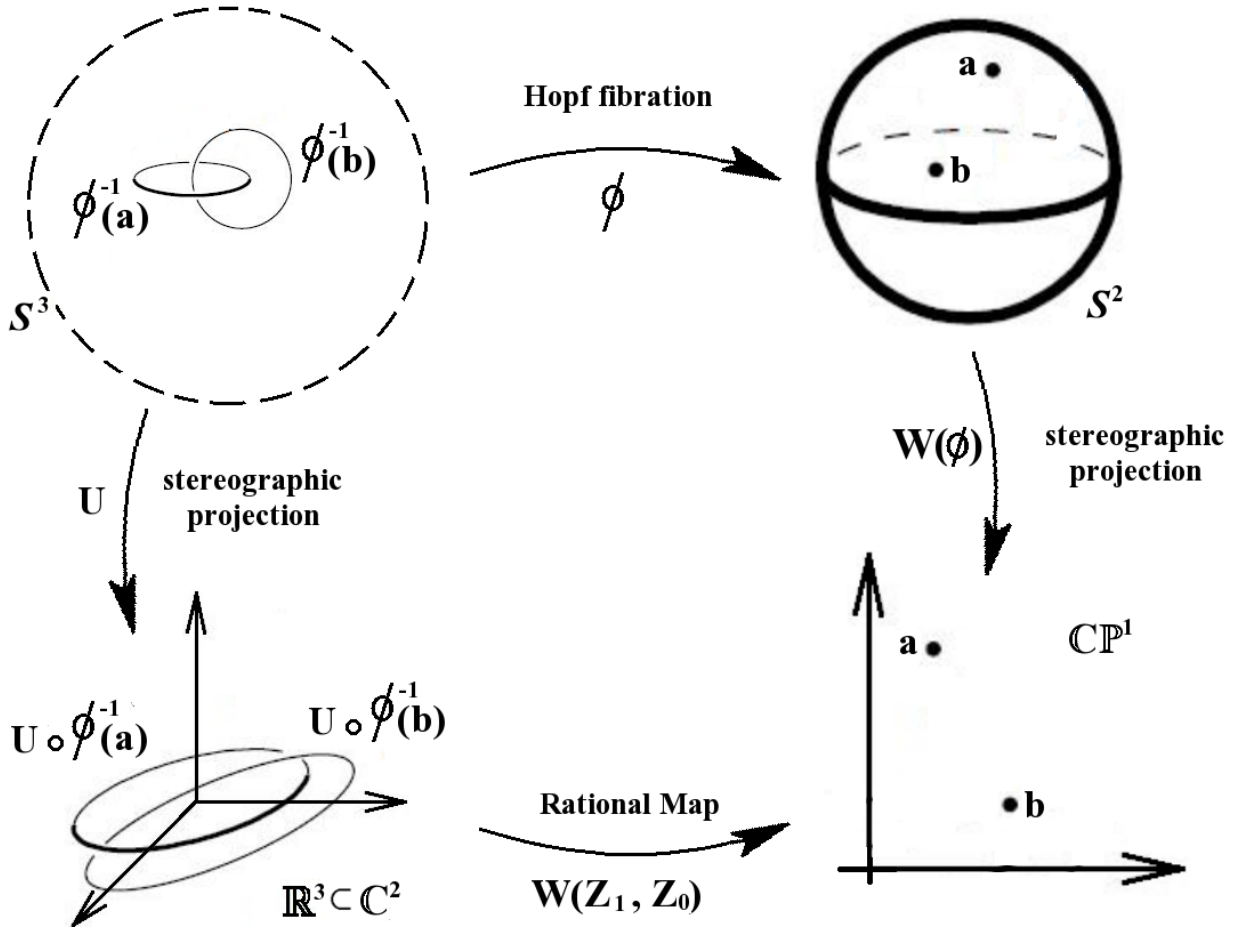 a
Hopf fibration
ϕ⁻¹(b)
b
ϕ⁻¹(a)
ϕ
S³
S²
W(ϕ)
stereographic
projection
stereographic
projection
U
a
ℂℙ¹
U∘ϕ⁻¹(a)
U∘ϕ⁻¹(b)
b
Rational Map
W(Z₁, Z₀)
ℝ³⊂ℂ²